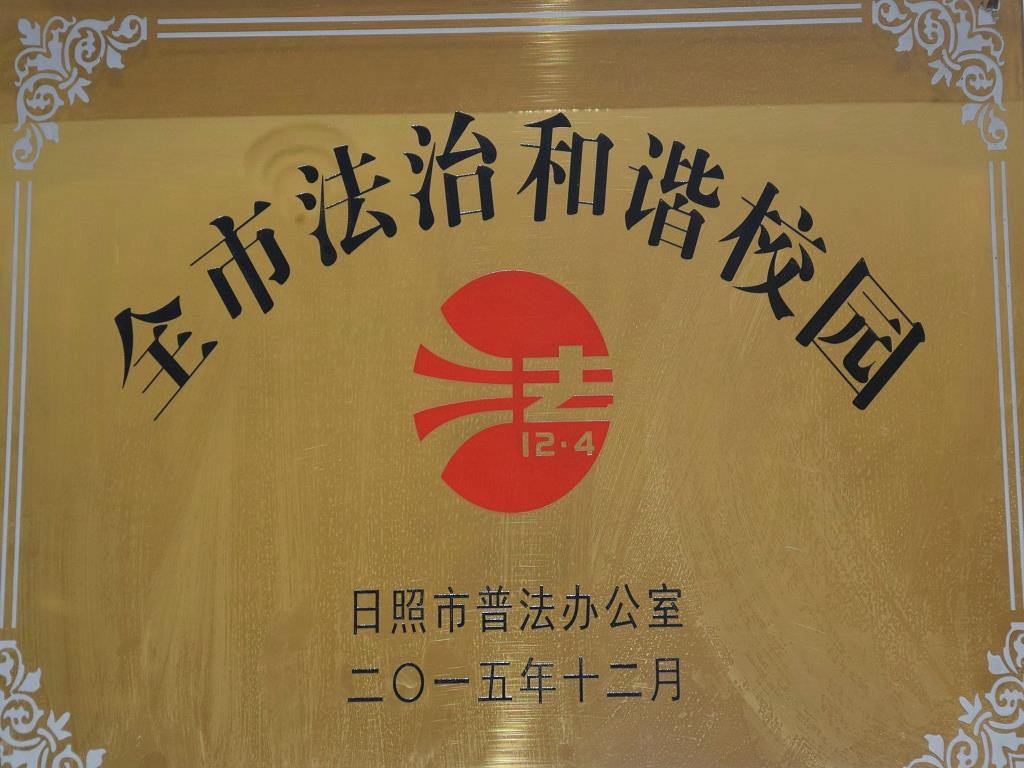 全市法治和谐校园
法
12·4
日照市普法办公室
二〇一五年十二月